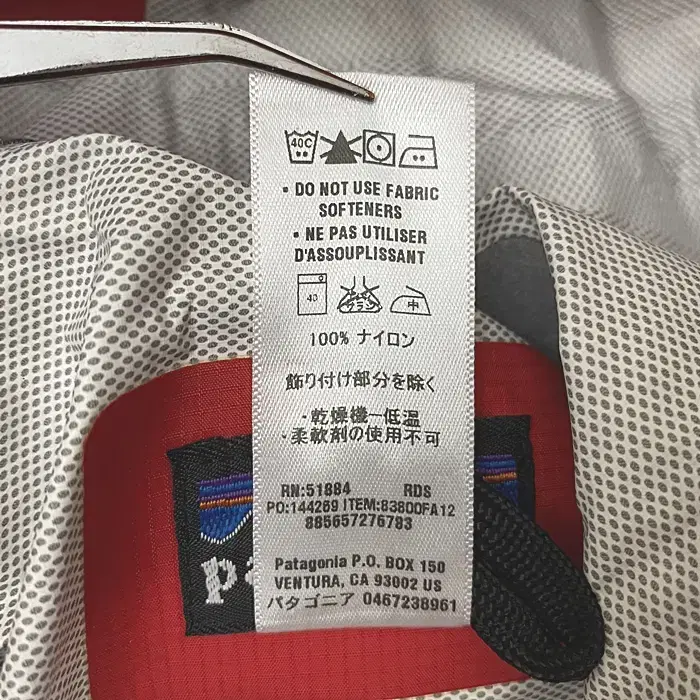 40C
• DO NOT USE FABRIC
SOFTENERS
• NE PAS UTILISER
D'ASSOUPLISSANT
40
中
100% ナイロン
飾り付け部分を除く
・乾燥機ー低温
・柔軟剤の使用不可
RN:51884 RDS
PO:144269 ITEM:83800FA12
885657276783
Patagonia P.O. BOX 150
VENTURA, CA 93002 US
パタゴニア 0467238961